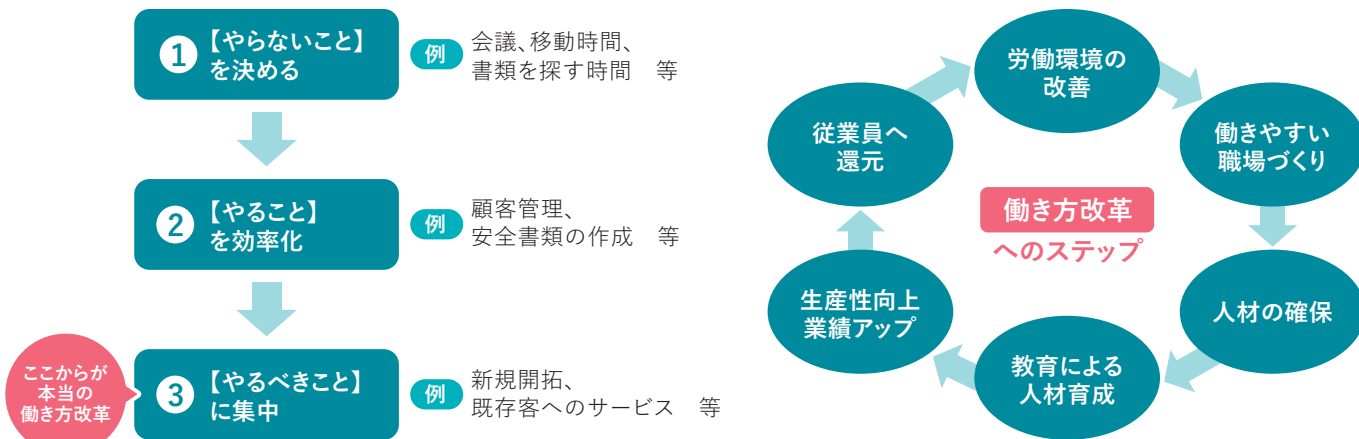 1 【やらないこと】
を決める
例 会議、移動時間、
書類を探す時間　等
2 【やること】
を効率化
例 顧客管理、
安全書類の作成　等
ここからが
本当の
働き方改革
3 【やるべきこと】
に集中
例 新規開拓、
既存客へのサービス　等
働き方改革
へのステップ
労働環境の
改善
働きやすい
職場づくり
人材の確保
教育による
人材育成
生産性向上
業績アップ
従業員へ
還元